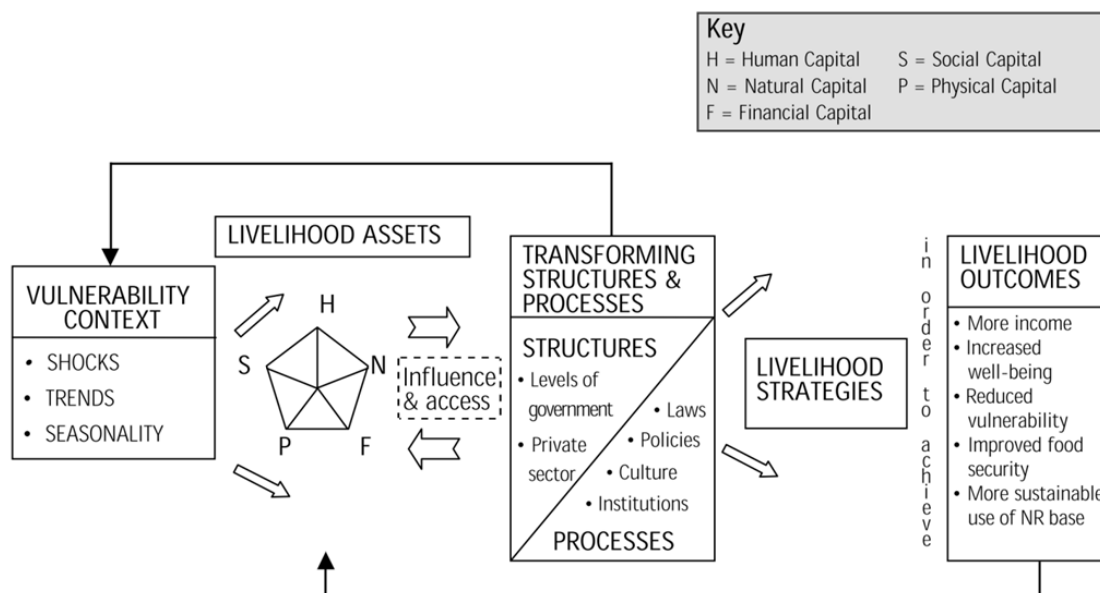 Key
H = Human Capital S = Social Capital
N = Natural Capital P = Physical Capital
F = Financial Capital
LIVELIHOOD ASSETS
VULNERABILITY
CONTEXT
• SHOCKS
• TRENDS
• SEASONALITY
H
S
N
P
F
Influence
& access
TRANSFORMING
STRUCTURES &
PROCESSES
STRUCTURES
• Levels of
government
• Private
sector
• Laws
• Policies
• Culture
• Institutions
PROCESSES
LIVELIHOOD
STRATEGIES
in order to achieve
LIVELIHOOD
OUTCOMES
• More income
• Increased
well-being
• Reduced
vulnerability
• Improved food
security
• More sustainable
use of NR base